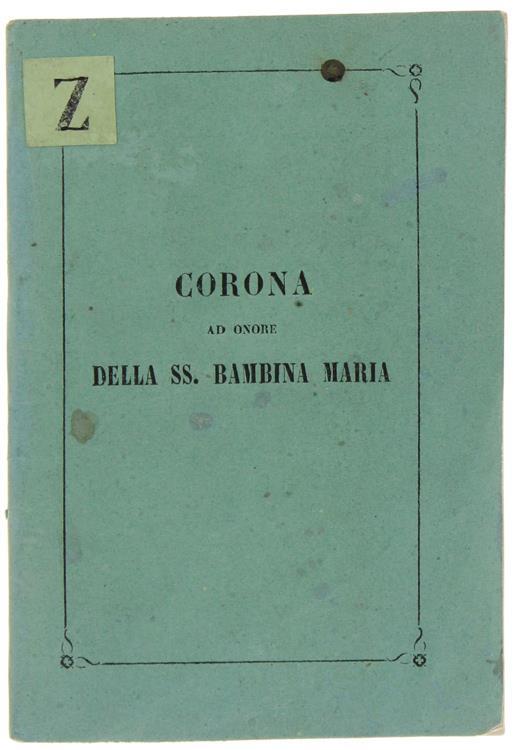 Z
CORONA
AD ONORE
DELLA SS. BAMBINA MARIA